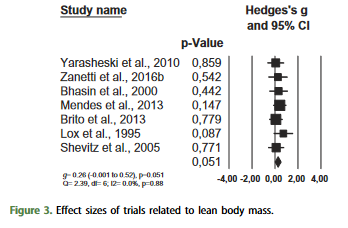 Study name
Hedges's g
and 95% CI
p-Value
Yarasheski et al., 2010 0,859
Zanetti et al., 2016b 0,542
Bhasin et al., 2000 0,442
Mendes et al., 2013 0,147
Brito et al., 2013 0,779
Lox et al., 1995 0,087
Shevitz et al., 2005 0,771
0,051
-4,00 -2,00 0,00 2,00 4,00
g= 0.26 (-0.001 to 0.52), p=0.051
Q= 2.39, df= 6; I2= 0.0%, p=0.88
Figure 3. Effect sizes of trials related to lean body mass.